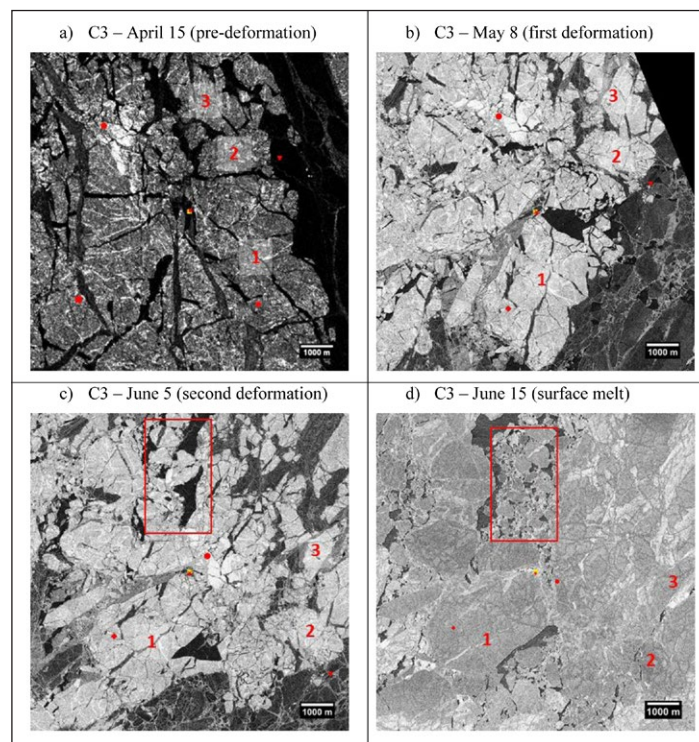 a) C3 – April 15 (pre-deformation)
b) C3 – May 8 (first deformation)
3
2
1
1000 m
3
2
1
1000 m
c) C3 – June 5 (second deformation)
d) C3 – June 15 (surface melt)
3
1
2
1000 m
3
1
2
1000 m